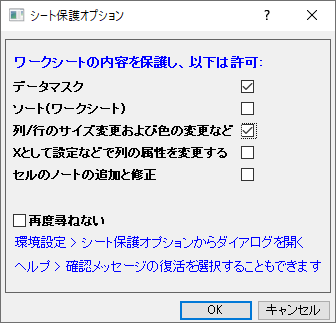 シート保護オプション
?
×
ワークシートの内容を保護し、以下は許可:
データマスク
ソート(ワークシート)
列/行のサイズ変更および色の変更など
Xとして設定などで列の属性を変更する
セルのノートの追加と修正
再度尋ねない
環境設定 > シート保護オプションからダイアログを開く
ヘルプ > 確認メッセージの復活を選択することもできます
OK
キャンセル